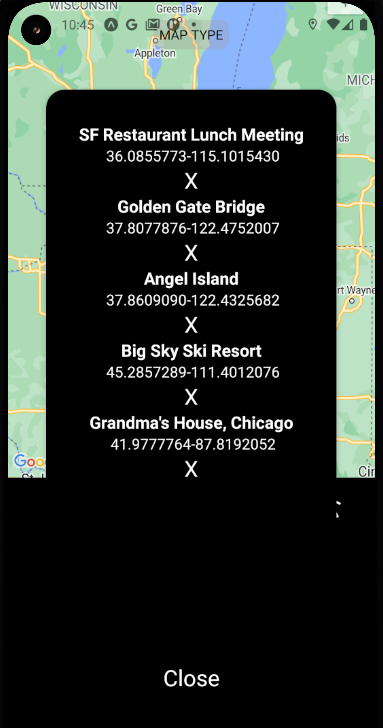 WISCONSIN
Green Bay
10:45
MAP TYPE
Appleton
MICH
SF Restaurant Lunch Meeting
ids
36.0855773-115.1015430
X
Golden Gate Bridge
37.8077876-122.4752007
X
Angel Island
37.8609090-122.4325682
rt Wayne
X
Big Sky Ski Resort
45.2857289-111.4012076
X
Grandma's House, Chicago
41.9777764-87.8192052
X
Goo
Cin
Close